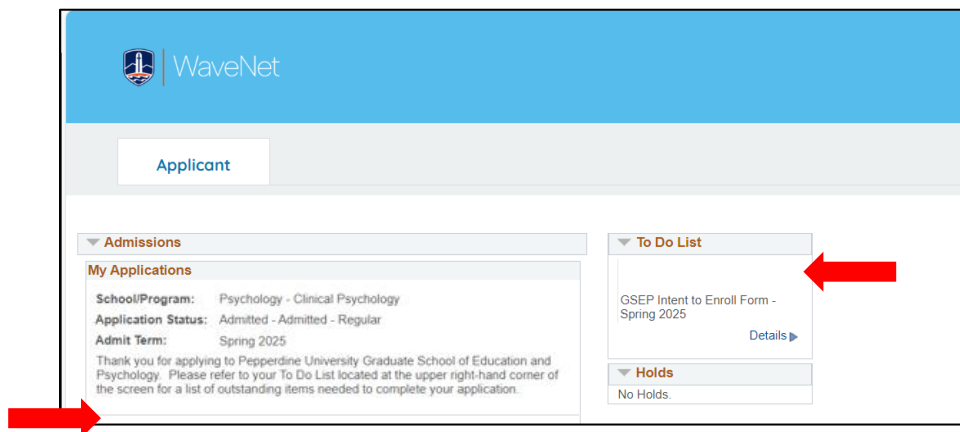 WaveNet
Applicant
Admissions
My Applications
School/Program: Psychology - Clinical Psychology
Application Status: Admitted - Admitted - Regular
Admit Term: Spring 2025
Thank you for applying to Pepperdine University Graduate School of Education and
Psychology. Please refer to your To Do List located at the upper right-hand corner of
the screen for a list of outstanding items needed to complete your application.
To Do List
GSEP Intent to Enroll Form -
Spring 2025
Details
Holds
No Holds.